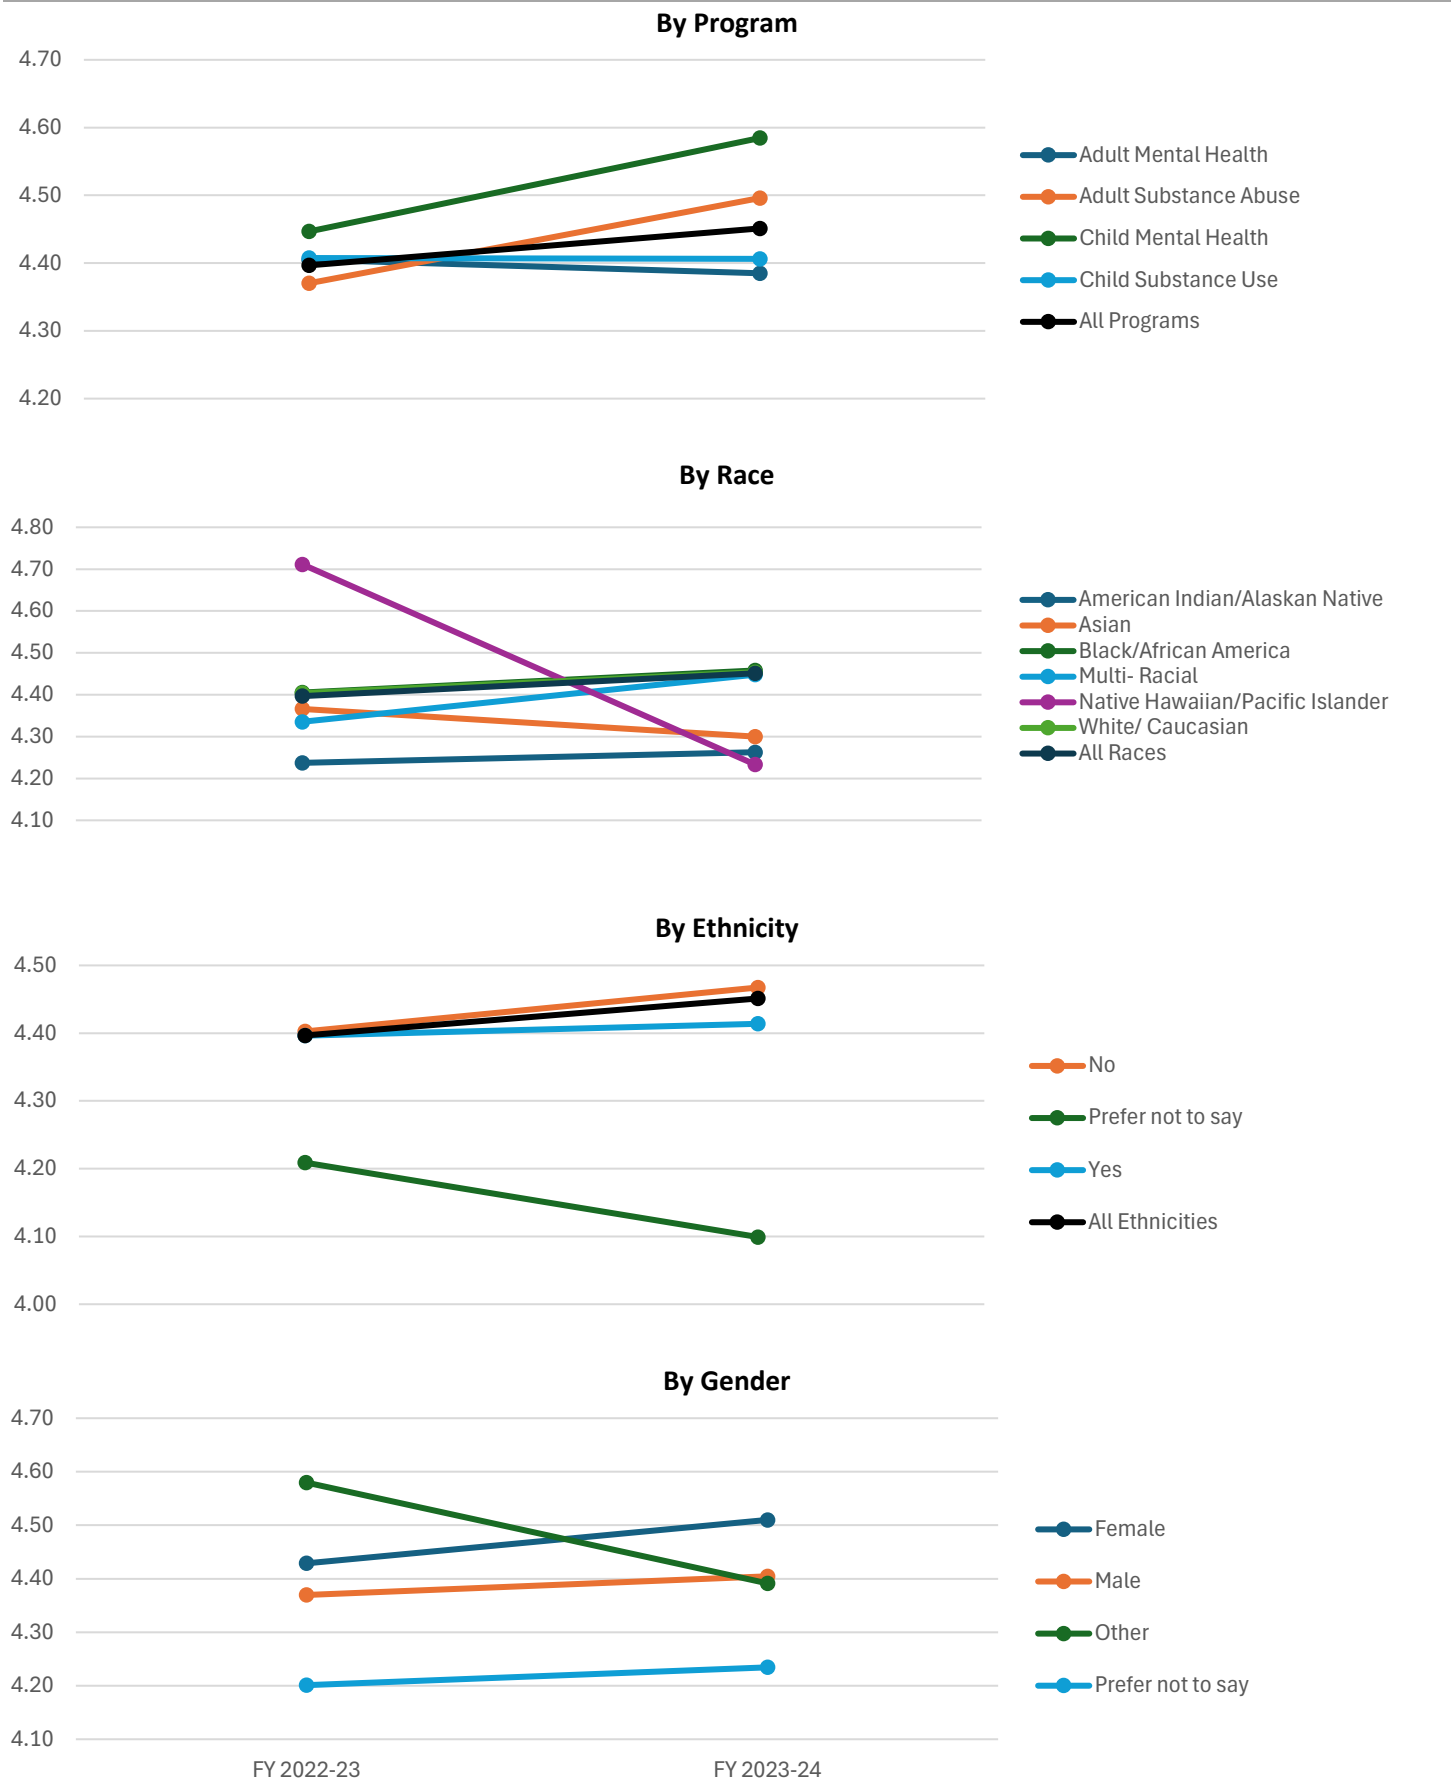 By Program
4.70
4.60
4.50
4.40
4.30
4.20
Adult Mental Health
Adult Substance Abuse
Child Mental Health
Child Substance Use
All Programs
By Race
4.80
4.70
4.60
4.50
4.40
4.30
4.20
4.10
American Indian/Alaskan Native
Asian
Black/African America
Multi- Racial
Native Hawaiian/Pacific Islander
White/ Caucasian
All Races
By Ethnicity
4.50
4.40
4.30
4.20
4.10
4.00
No
Prefer not to say
Yes
All Ethnicities
By Gender
4.70
4.60
4.50
4.40
4.30
4.20
4.10
Female
Male
Other
Prefer not to say
FY 2022-23
FY 2023-24